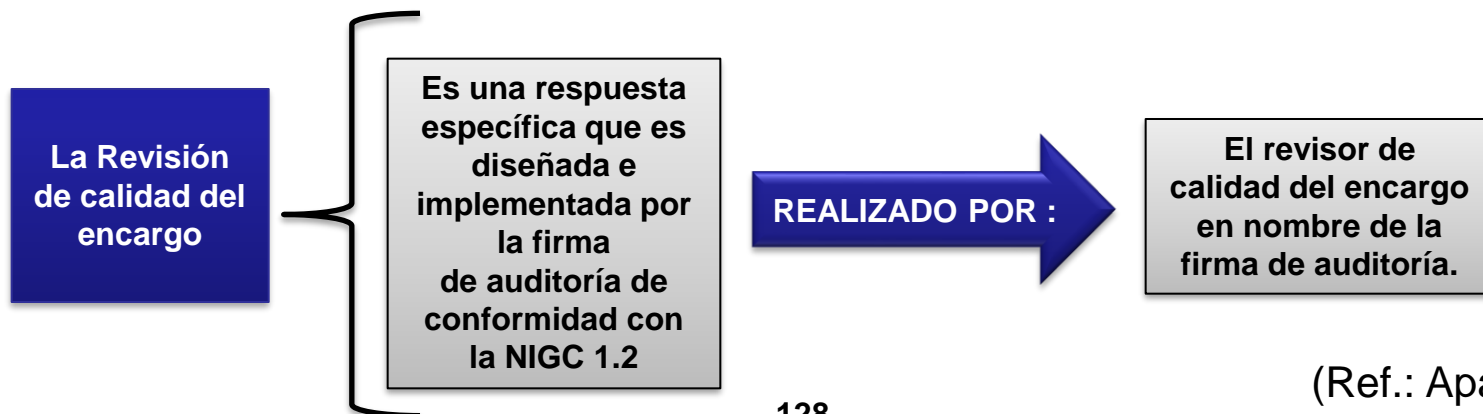 La Revisión
de calidad del
encargo
Es una respuesta
específica que es
diseñada e
implementada por
la firma
de auditoría de
conformidad con
la NIGC 1.2
REALIZADO POR :
El revisor de
calidad del encargo
en nombre de la
firma de auditoría.
(Ref.:
128